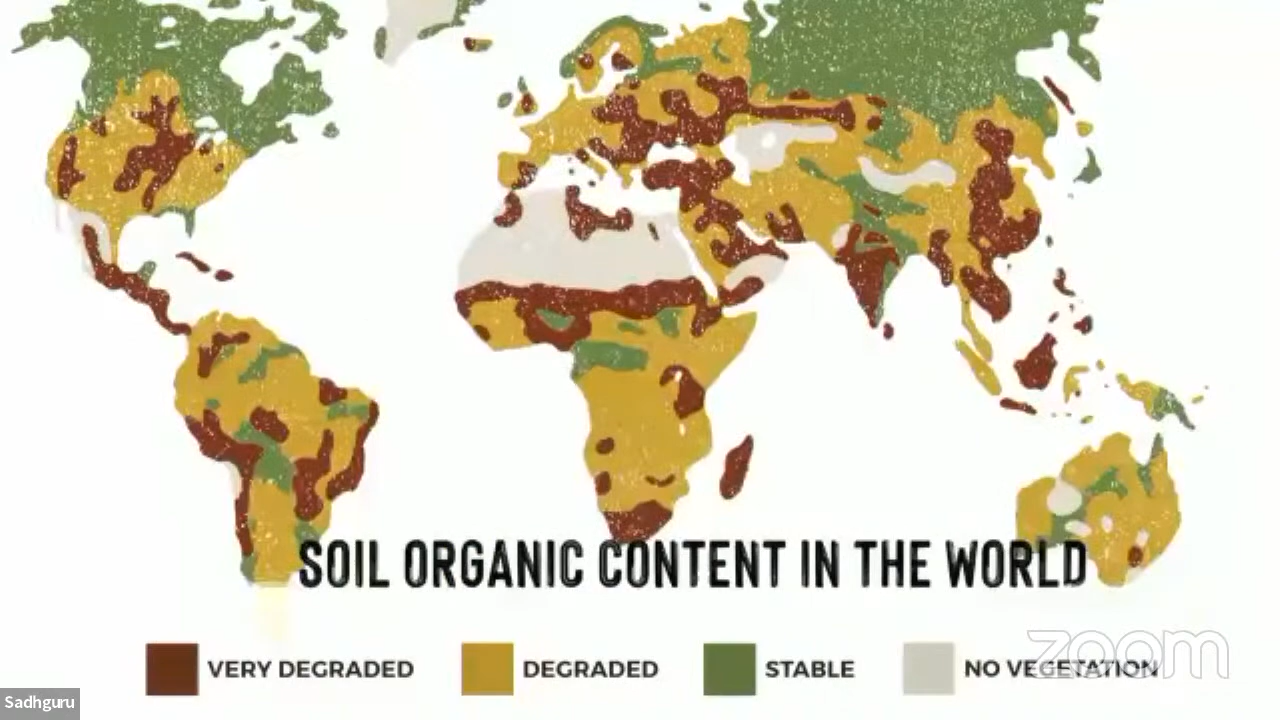 SOIL ORGANIC CONTENT IN THE WORLD
VERY DEGRADED
DEGRADED
STABLE
NO VEGETATION
zoom
Sadhguru